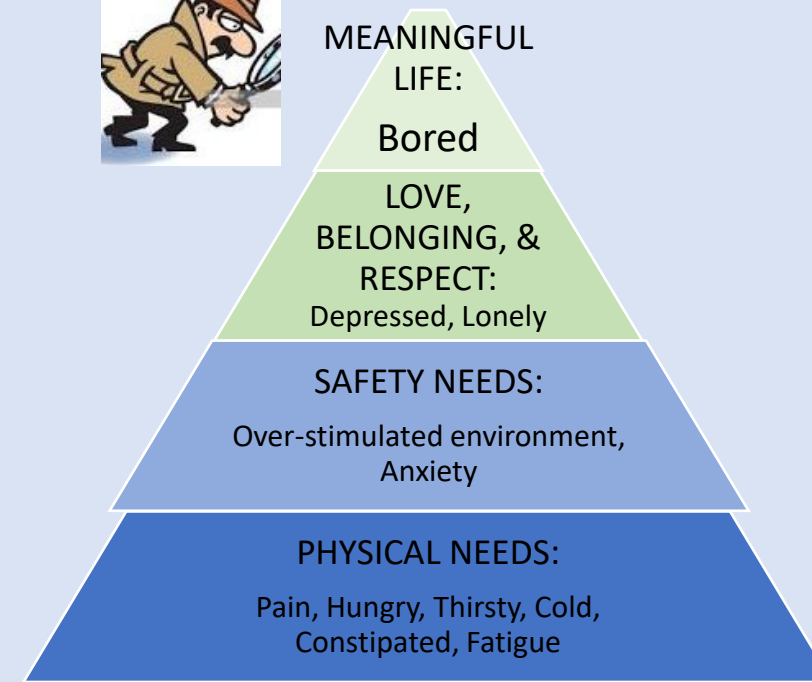 MEANINGFUL
LIFE:
Bored
LOVE,
BELONGING, &
RESPECT:
Depressed, Lonely
SAFETY NEEDS:
Over-stimulated environment,
Anxiety
PHYSICAL NEEDS:
Pain, Hungry, Thirsty, Cold,
Constipated, Fatigue